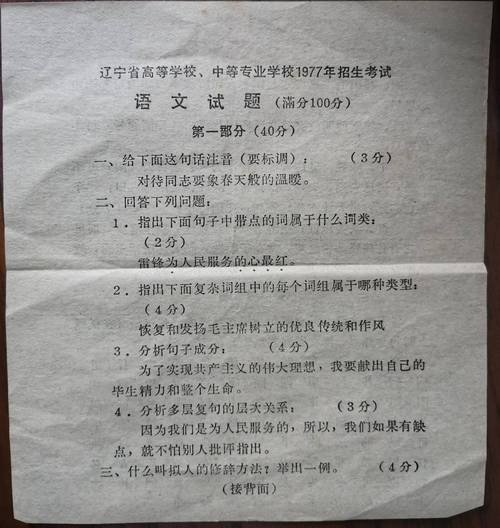 辽宁省高等学校、中等专业学校1977年招生考试
语文试题（满分100分）
第一部分（40分）
一、给下面这句话注音（要标调）：（3分）
对待同志要象春天般的温暖。
二、回答下列问题：
1．指出下面句子中带点的词属于什么词类：
（2分）
雷锋为人民服务的心最红。
2．指出下面复杂词组中的每个词组属于哪种类型：
（4分）
恢复和发扬毛主席树立的优良传统和作风
3．分析句子成分：（4分）
为了实现共产主义的伟大理想，我要献出自己的
毕生精力和整个生命。
4．分析多层复句的层次关系：（3分）
因为我们是为人民服务的，所以，我们如果有缺
点，就不怕别人批评指出。
三、什么叫拟人的修辞方法？举出一例。（4分）
（接背面）